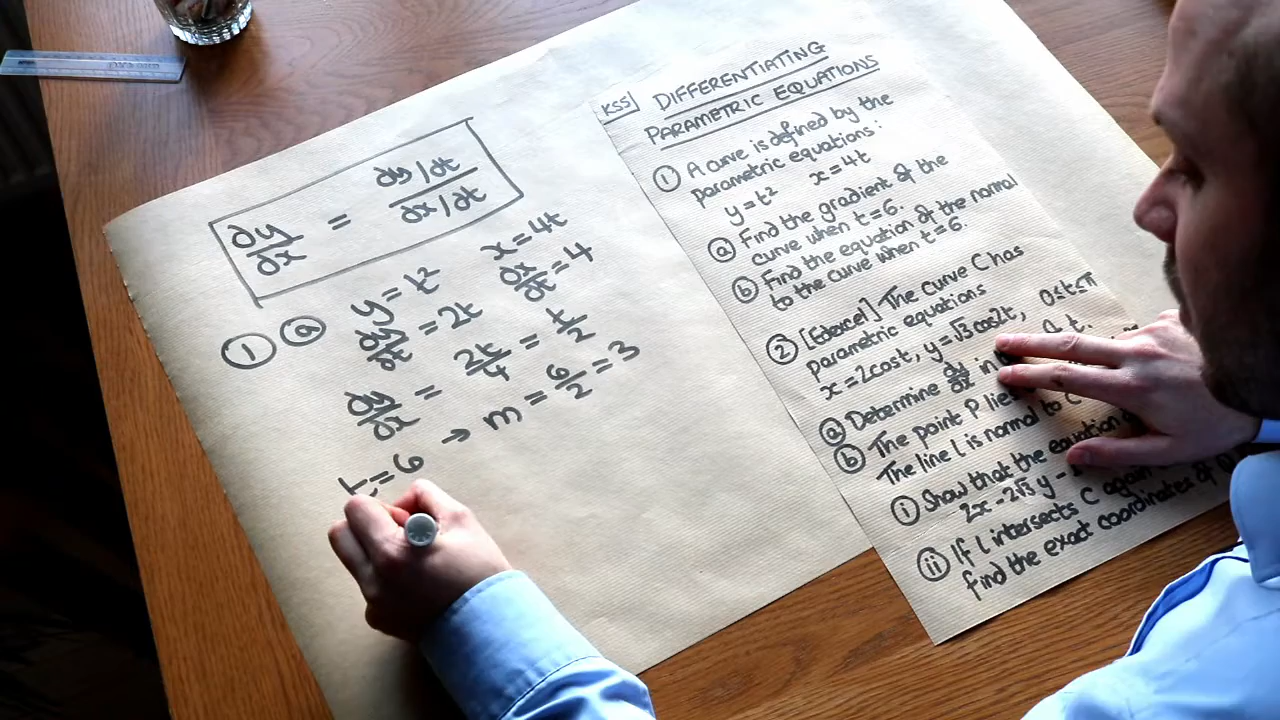 dy/dx = dy/dt / dx/dt
① ⓐ y = t² x = 4t
dy/dt = 2t dx/dt = 4
dy/dx = 2t/4 = t/2
t = 6 → m = 6/2 = 3
KS5
DIFFERENTIATING
PARAMETRIC EQUATIONS
① A curve is defined by the
parametric equations:
y = t² x = 4t
ⓐ Find the gradient of the
curve when t = 6.
ⓑ Find the equation of the normal
to the curve when t = 6.
② [Edexcel] The curve C has
parametric equations
x = 2cost, y = √3 cos2t, 0 ≤ t ≤ π
ⓐ Determine dy/dx in t.
ⓑ The point P lies
The line l is normal to C
ⓘ Show that the equation
2x - 2√3 y -
ⓘⓘ If l intersects C again
find the exact coordinates of